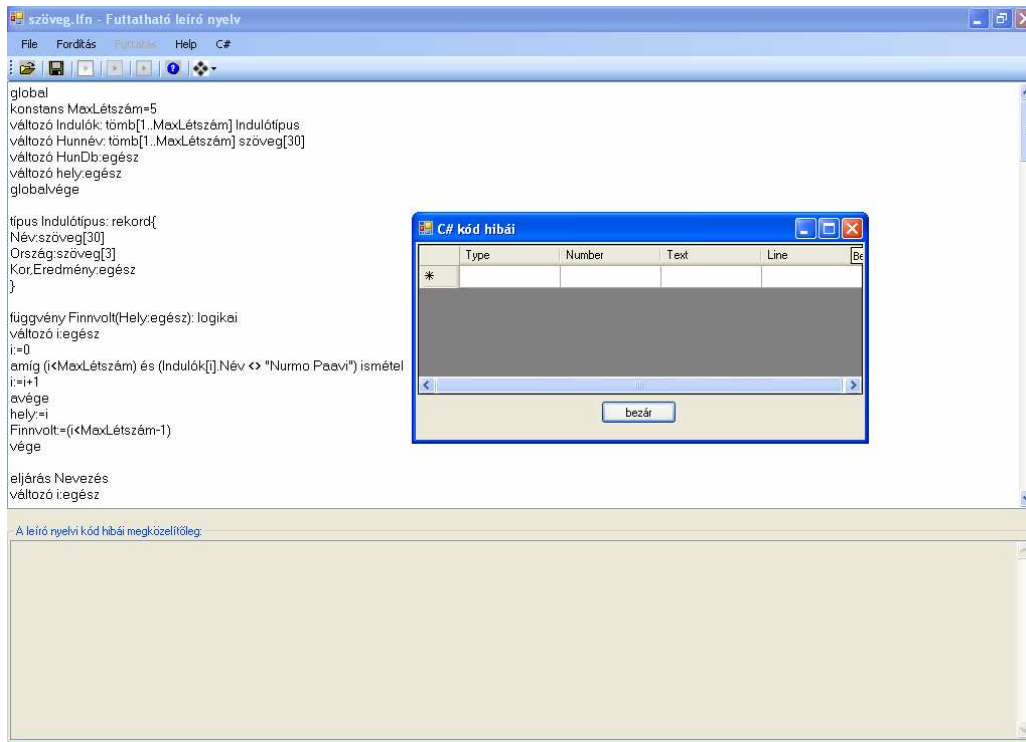 szöveg.lfn - Futtatható leíró nyelv
File Fordítás Futtatás Help C#
global
konstans MaxLétszám=5
változó Indulók: tömb[1..MaxLétszám] Indulótípus
változó Hunnév: tömb[1..MaxLétszám] szöveg[30]
változó HunDb:egész
változó hely:egész
globalvége
típus Indulótípus: rekord{
Név:szöveg[30]
Ország:szöveg[3]
Kor,Eredmény:egész
}
függvény Finnvolt(Hely:egész): logikai
változó i:egész
i:=0
amíg (i<MaxLétszám) és (Indulók[i].Név <> "Nurmo Paavi") ismétel
i:=i+1
avége
hely:=i
Finnvolt:=(i<MaxLétszám-1)
vége
eljárás Nevezés
változó i:egész
C# kód hibái
Type Number Text Line Be
bezár
A leíró nyelvi kód hibái megközelítőleg: